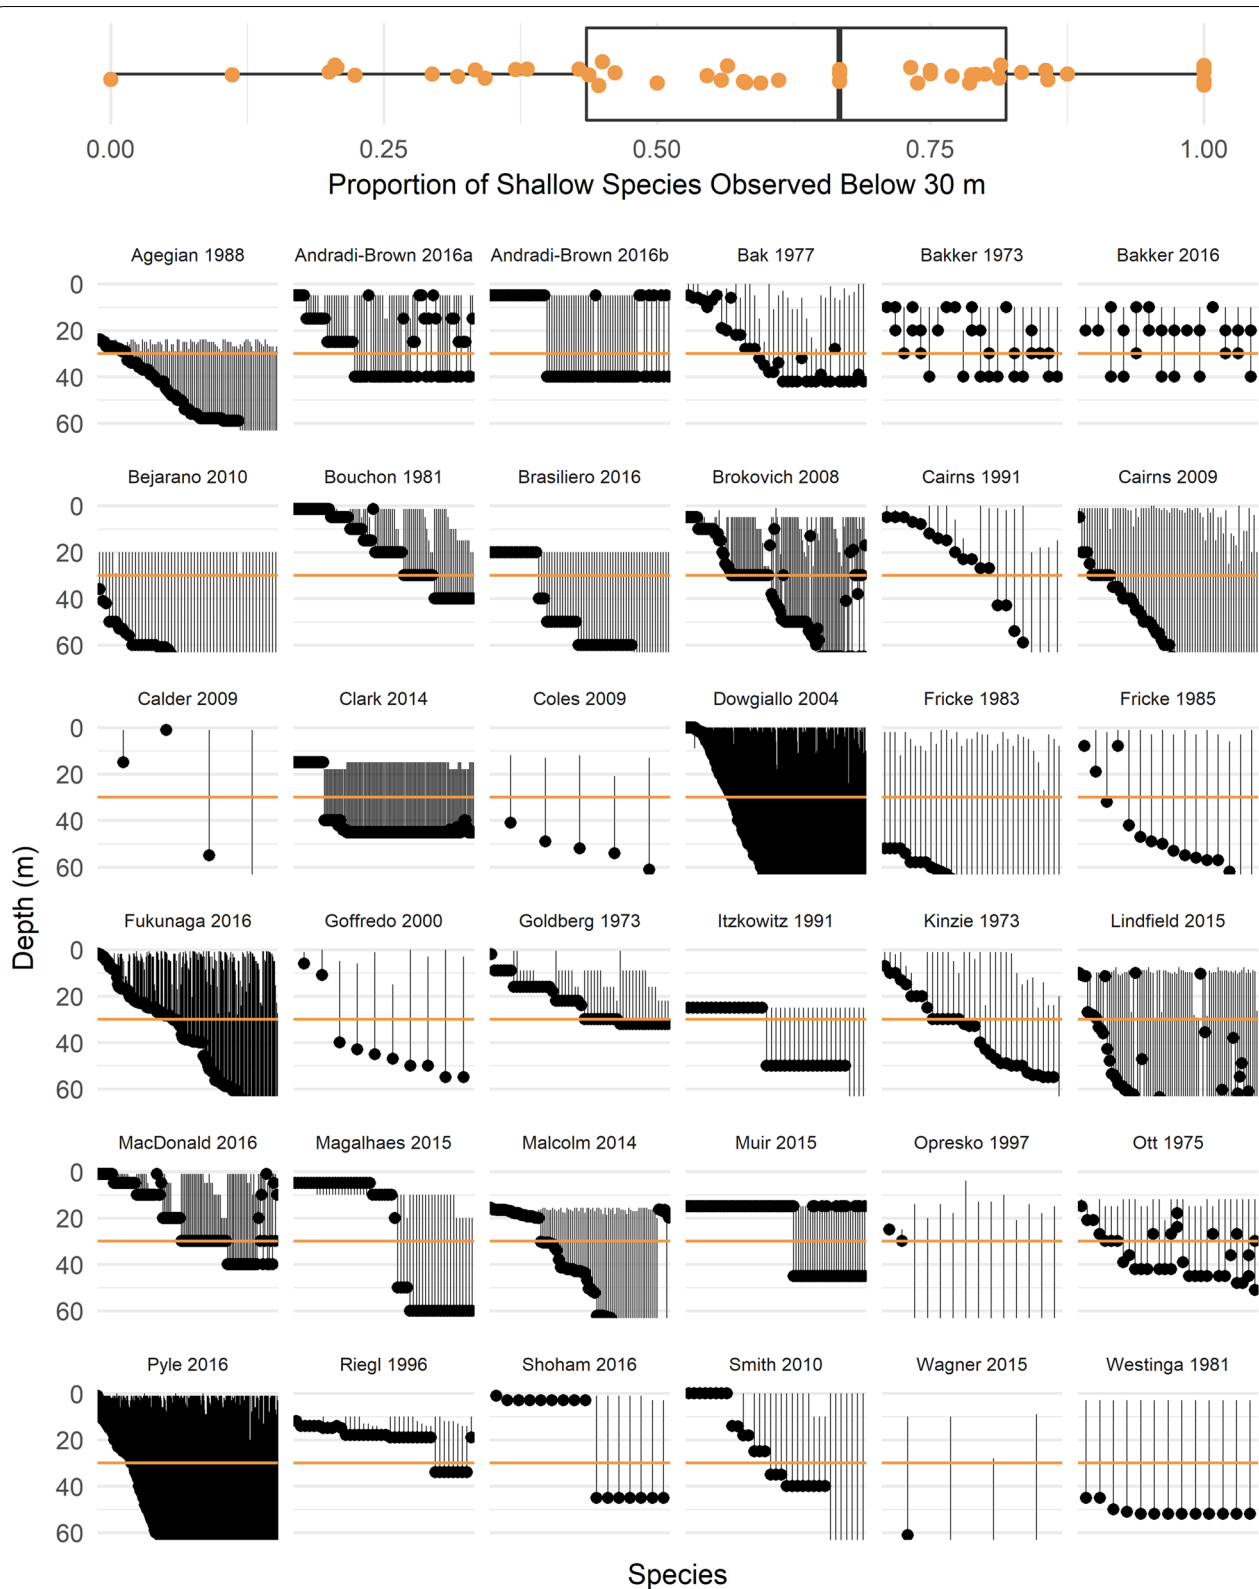 0.00 0.25 0.50 0.75 1.00
Proportion of Shallow Species Observed Below 30 m
Agegian 1988 Andradi-Brown 2016a Andradi-Brown 2016b Bak 1977 Bakker 1973 Bakker 2016
0
20
40
60
Bejarano 2010 Bouchon 1981 Brasiliero 2016 Brokovich 2008 Cairns 1991 Cairns 2009
0
20
40
60
Calder 2009 Clark 2014 Coles 2009 Dowgiallo 2004 Fricke 1983 Fricke 1985
0
20
40
60
Depth (m)
Fukunaga 2016 Goffredo 2000 Goldberg 1973 Itzkowitz 1991 Kinzie 1973 Lindfield 2015
0
20
40
60
MacDonald 2016 Magalhaes 2015 Malcolm 2014 Muir 2015 Opresko 1997 Ott 1975
0
20
40
60
Pyle 2016 Riegl 1996 Shoham 2016 Smith 2010 Wagner 2015 Westinga 1981
0
20
40
60
Species